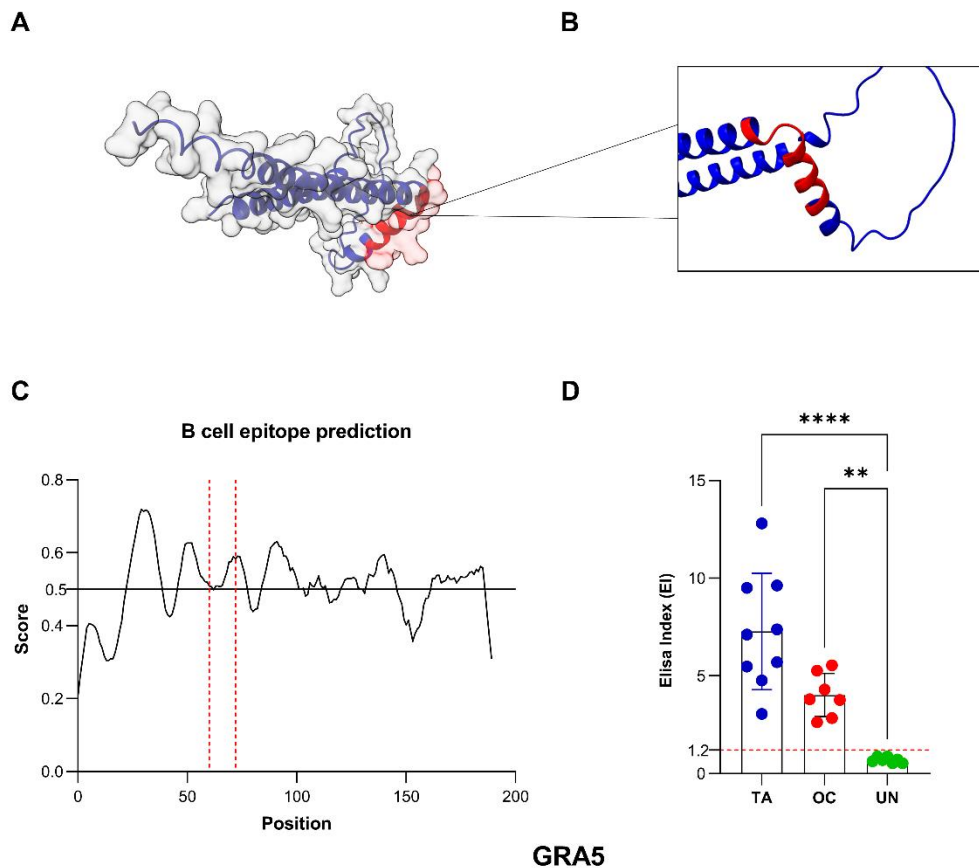 A
B
C
B cell epitope prediction
Score
0.8
0.6
0.5
0.4
0.2
0.0
0
50
100
150
200
Position
D
****
**
Elisa Index (EI)
15
10
5
1.2
0
TA
OC
UN
GRA5